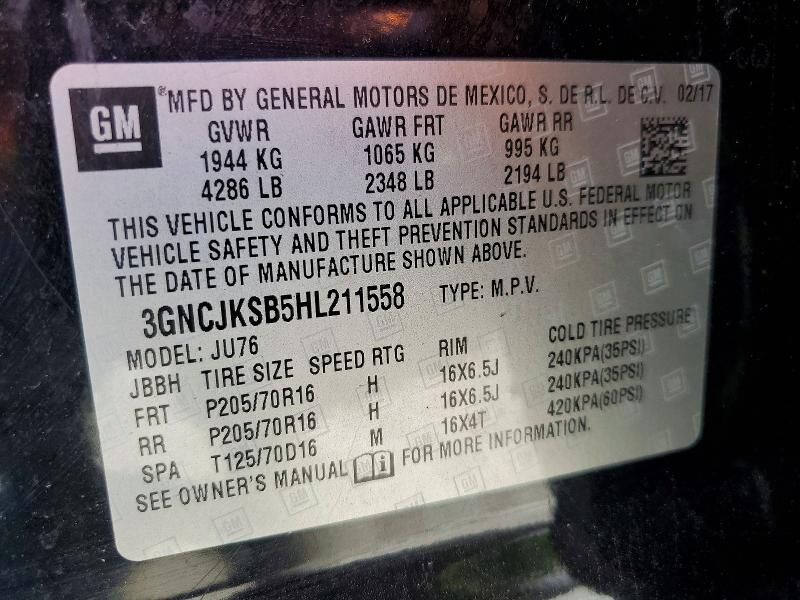 GM ®MFD BY GENERAL MOTORS DE MEXICO, S. DE R.L. DE C.V. 02/17
GVWR GAWR FRT GAWR RR
1944 KG 1065 KG 995 KG
4286 LB 2348 LB 2194 LB
THIS VEHICLE CONFORMS TO ALL APPLICABLE U.S. FEDERAL MOTOR
VEHICLE SAFETY AND THEFT PREVENTION STANDARDS IN EFFECT ON
THE DATE OF MANUFACTURE SHOWN ABOVE.
3GNCJKSB5HL211558 TYPE: M.P.V.
MODEL: JU76
JBBH TIRE SIZE SPEED RTG RIM COLD TIRE PRESSURE
FRT P205/70R16 H 16X6.5J 240KPA(35PSI)
RR P205/70R16 H 16X6.5J 240KPA(35PSI)
SPA T125/70D16 M 16X4T 420KPA(60PSI)
SEE OWNER'S MANUAL FOR MORE INFORMATION.